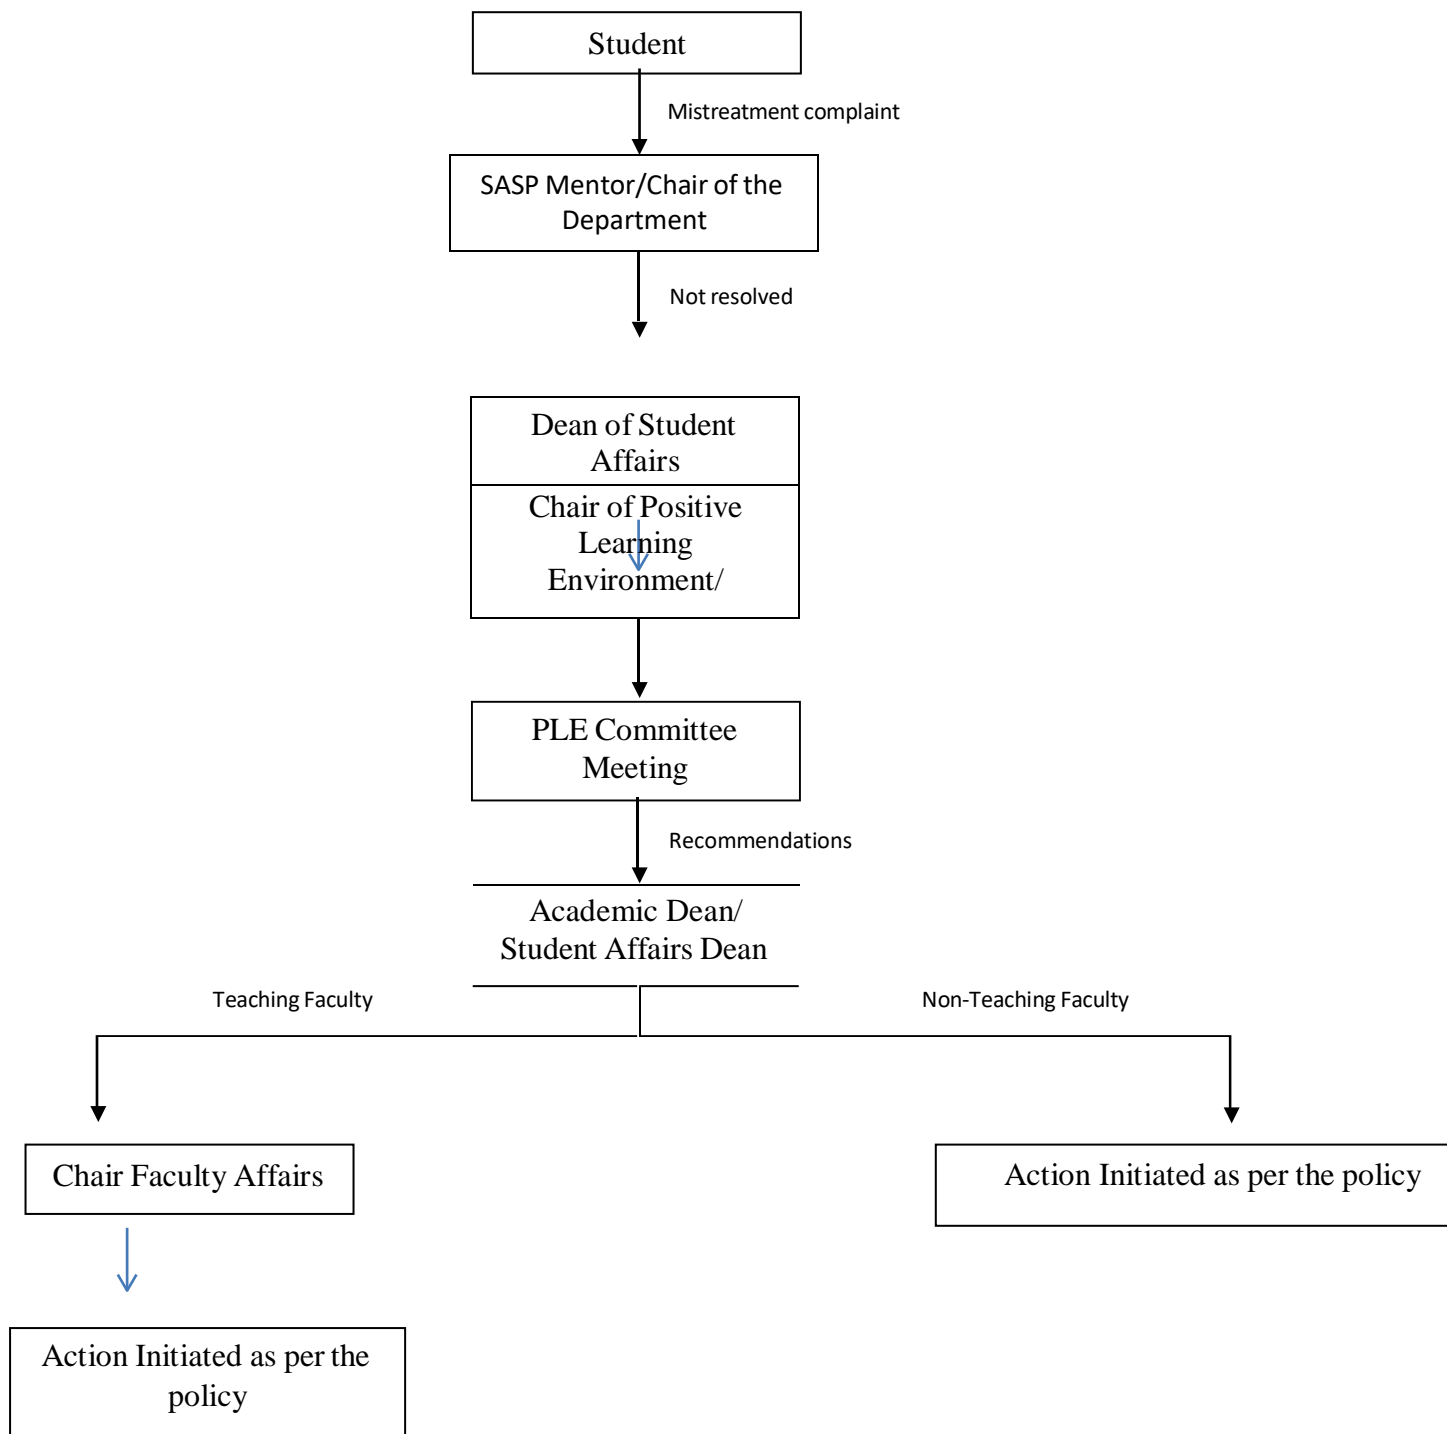 Student
Mistreatment complaint
SASP Mentor/Chair of the
Department
Not resolved
Dean of Student
Affairs
Chair of Positive
Learning
Environment/
PLE Committee
Meeting
Recommendations
Academic Dean/
Student Affairs Dean
Teaching Faculty
Non-Teaching Faculty
Chair Faculty Affairs
Action Initiated as per the policy
Action Initiated as per the
policy